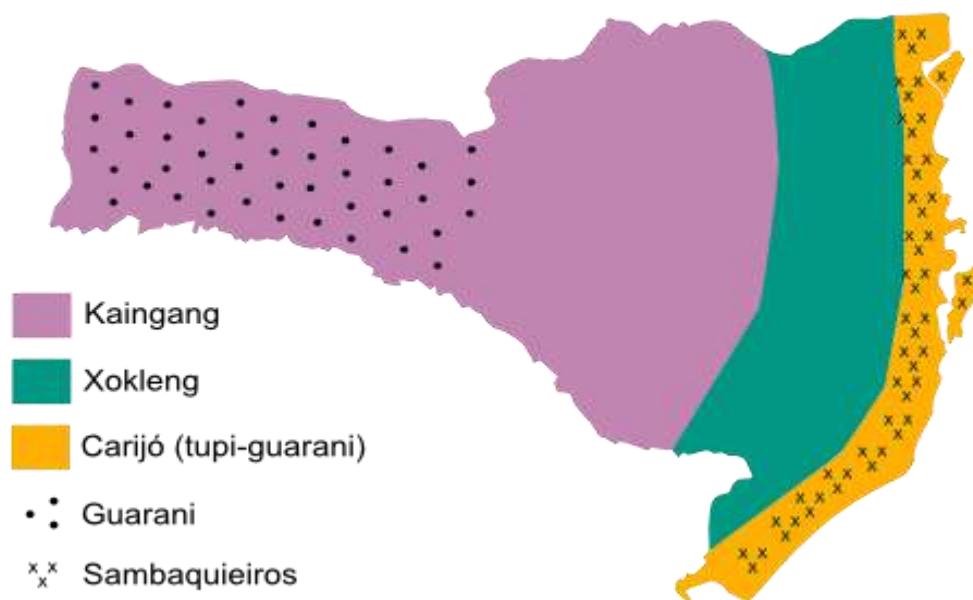 Kaingang
Xokleng
Carijó (tupi-guarani)
Guarani
Sambaquieiros